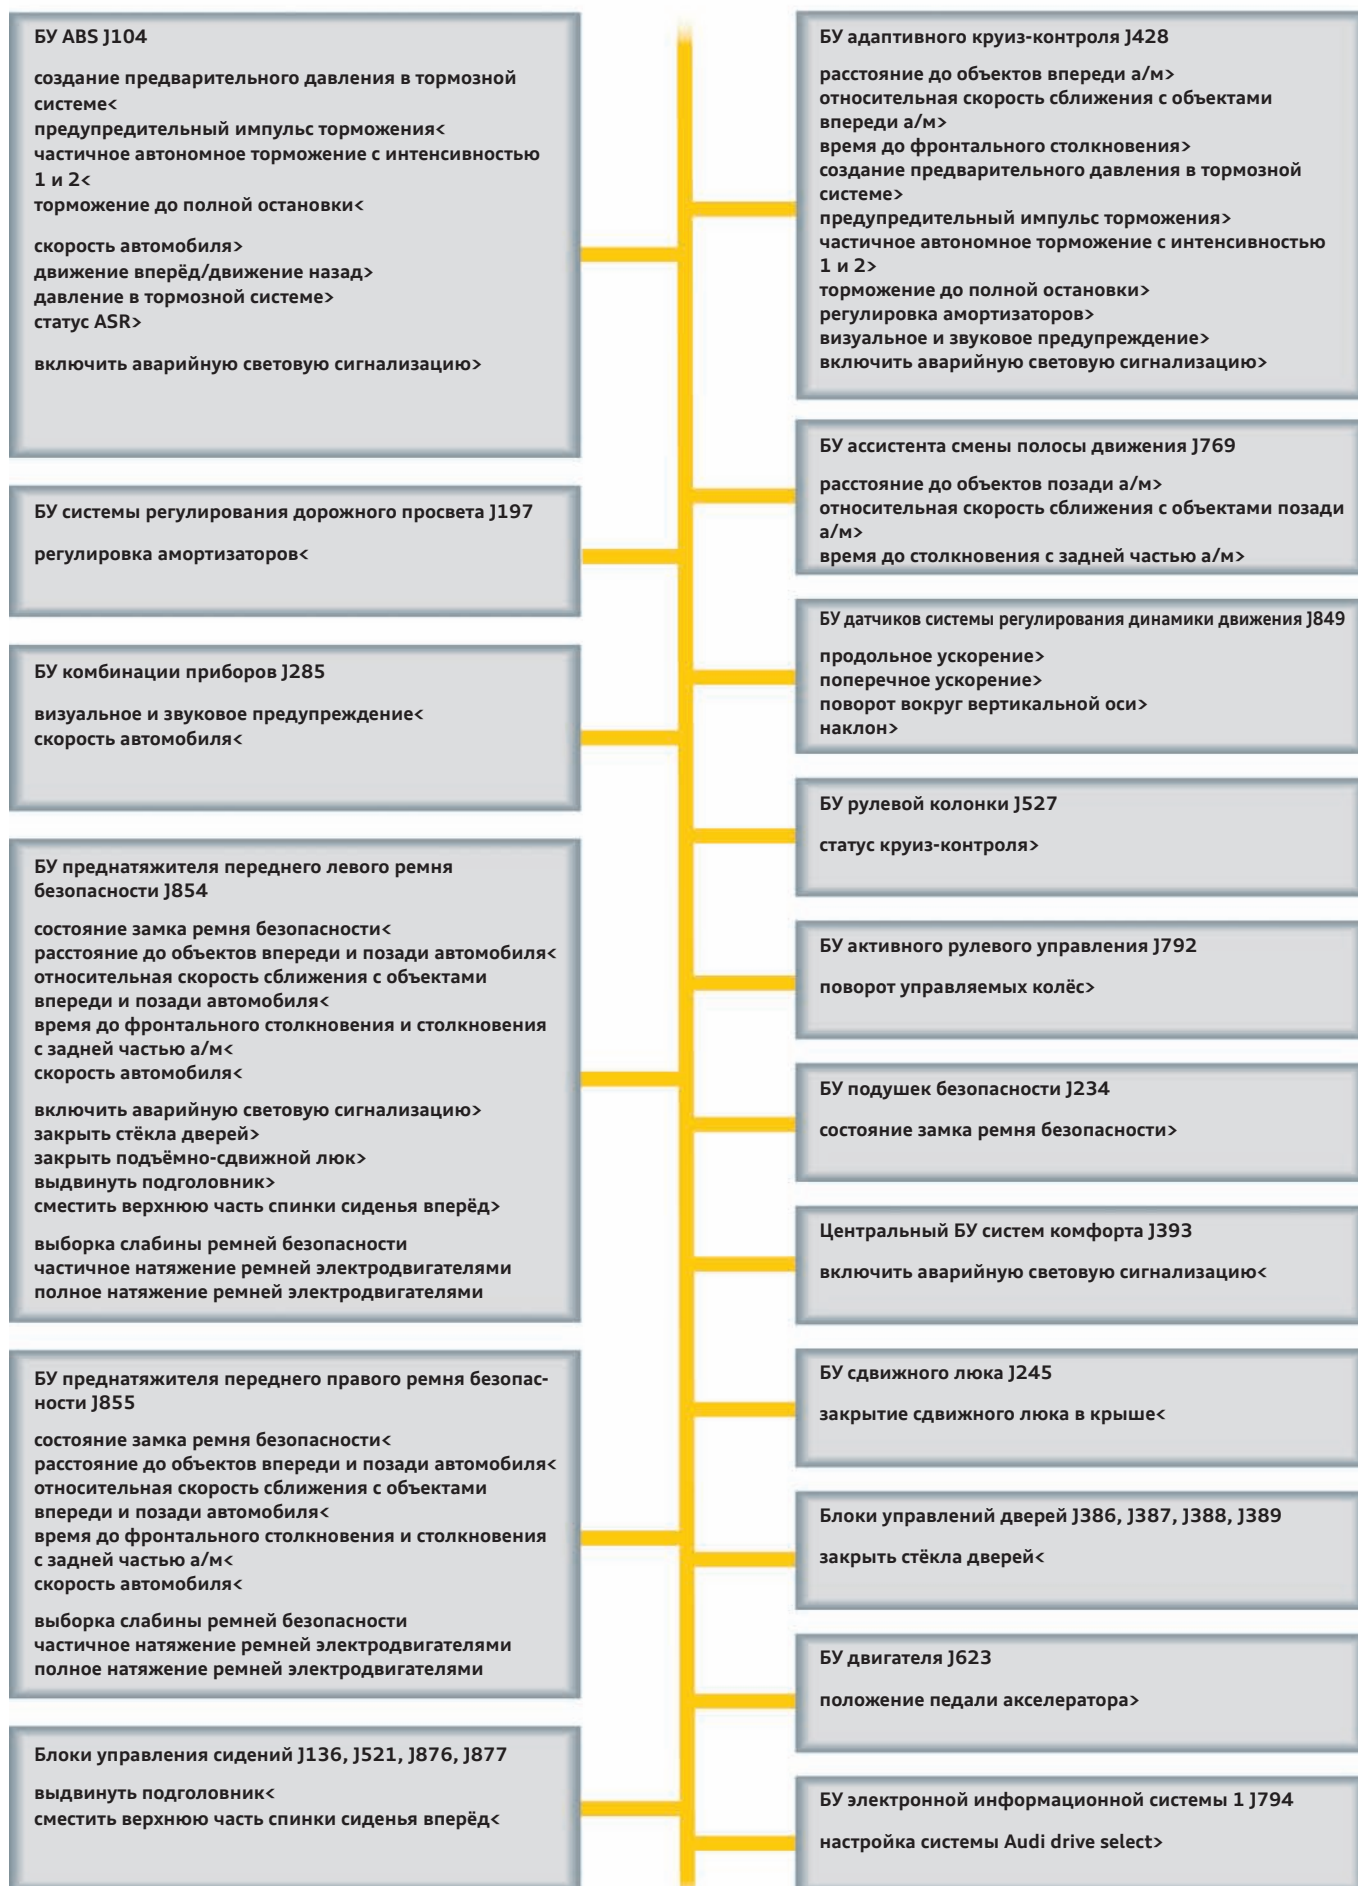 БУ ABS J104
создание предварительного давления в тормозной
системе<
предупредительный импульс торможения<
частичное автономное торможение с интенсивностью
1 и 2<
торможение до полной остановки<
скорость автомобиля>
движение вперёд/движение назад>
давление в тормозной системе>
статус ASR>
включить аварийную световую сигнализацию>
БУ системы регулирования дорожного просвета J197
регулировка амортизаторов<
БУ комбинации приборов J285
визуальное и звуковое предупреждение<
скорость автомобиля<
БУ преднатяжителя переднего левого ремня
безопасности J854
состояние замка ремня безопасности<
расстояние до объектов впереди и позади автомобиля<
относительная скорость сближения с объектами
впереди и позади автомобиля<
время до фронтального столкновения и столкновения
с задней частью а/м<
скорость автомобиля<
включить аварийную световую сигнализацию>
закрыть стёкла дверей>
закрыть подъёмно-сдвижной люк>
выдвинуть подголовник>
сместить верхнюю часть спинки сиденья вперёд>
выборка слабины ремней безопасности
частичное натяжение ремней электродвигателями
полное натяжение ремней электродвигателями
БУ преднатяжителя переднего правого ремня безопас-
ности J855
состояние замка ремня безопасности<
расстояние до объектов впереди и позади автомобиля<
относительная скорость сближения с объектами
впереди и позади автомобиля<
время до фронтального столкновения и столкновения
с задней частью а/м<
скорость автомобиля<
выборка слабины ремней безопасности
частичное натяжение ремней электродвигателями
полное натяжение ремней электродвигателями
Блоки управления сидений J136, J521, J876, J877
выдвинуть подголовник<
сместить верхнюю часть спинки сиденья вперёд<
БУ адаптивного круиз-контроля J428
расстояние до объектов впереди а/м>
относительная скорость сближения с объектами
впереди а/м>
время до фронтального столкновения>
создание предварительного давления в тормозной
системе>
предупредительный импульс торможения>
частичное автономное торможение с интенсивностью
1 и 2>
торможение до полной остановки>
регулировка амортизаторов>
визуальное и звуковое предупреждение>
включить аварийную световую сигнализацию>
БУ ассистента смены полосы движения J769
расстояние до объектов позади а/м>
относительная скорость сближения с объектами позади
а/м>
время до столкновения с задней частью а/м>
БУ датчиков системы регулирования динамики движения J849
продольное ускорение>
поперечное ускорение>
поворот вокруг вертикальной оси>
наклон>
БУ рулевой колонки J527
статус круиз-контроля>
БУ активного рулевого управления J792
поворот управляемых колёс>
БУ подушек безопасности J234
состояние замка ремня безопасности>
Центральный БУ систем комфорта J393
включить аварийную световую сигнализацию<
БУ сдвижного люка J245
закрытие сдвижного люка в крыше<
Блоки управлений дверей J386, J387, J388, J389
закрыть стёкла дверей<
БУ двигателя J623
положение педали акселератора>
БУ электронной информационной системы 1 J794
настройка системы Audi drive select>